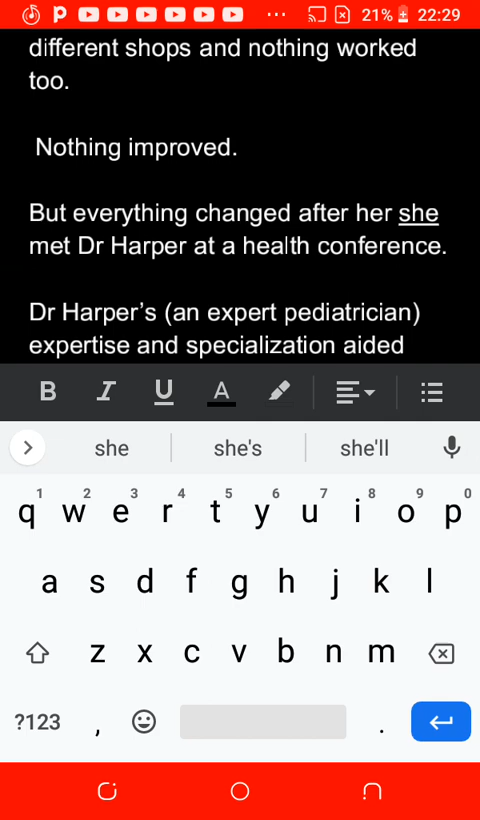 21% 22:29
different shops and nothing worked
too.
Nothing improved.
But everything changed after her she
met Dr Harper at a health conference.
Dr Harper's (an expert pediatrician)
expertise and specialization aided
B I U A
she she's she'll
1 2 3 4 5 6 7 8 9 0
q w e r t y u i o p
a s d f g h j k l
z x c v b n m
?123 , .